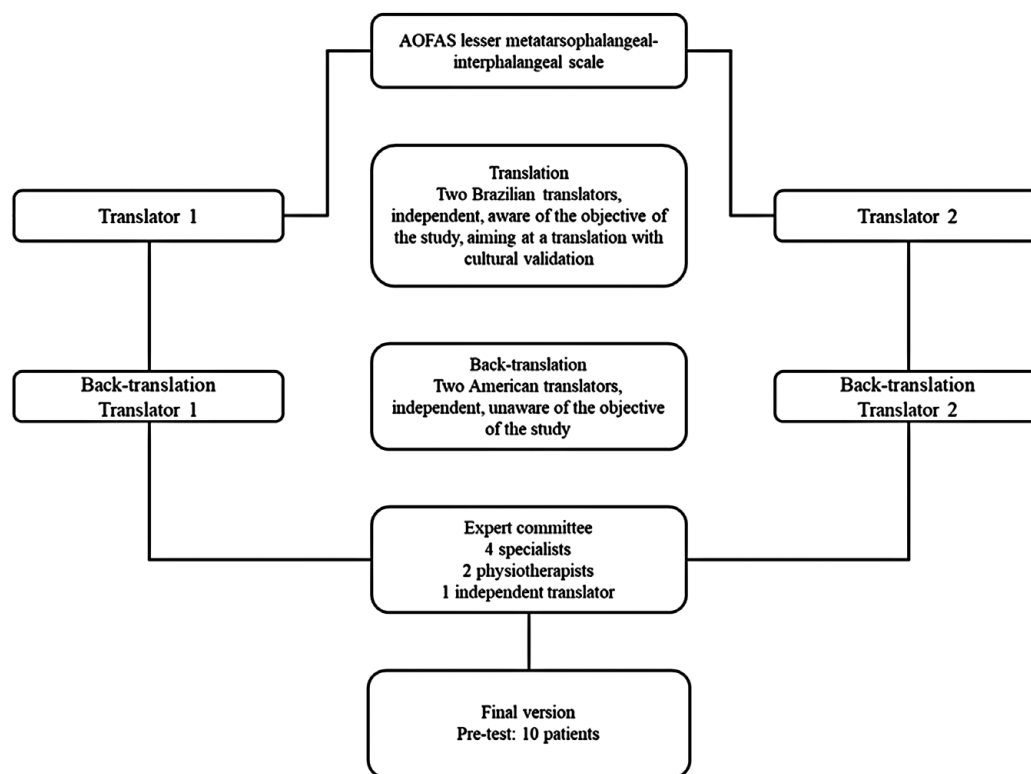 AOFAS lesser metatarsophalangeal-
interphalangeal scale
Translation
Two Brazilian translators,
independent, aware of the objective of
the study, aiming at a translation with
cultural validation
Translator 1
Translator 2
Back-translation
Translator 1
Back-translation
Two American translators,
independent, unaware of the objective
of the study
Back-translation
Translator 2
Expert committee
4 specialists
2 physiotherapists
1 independent translator
Final version
Pre-test: 10 patients